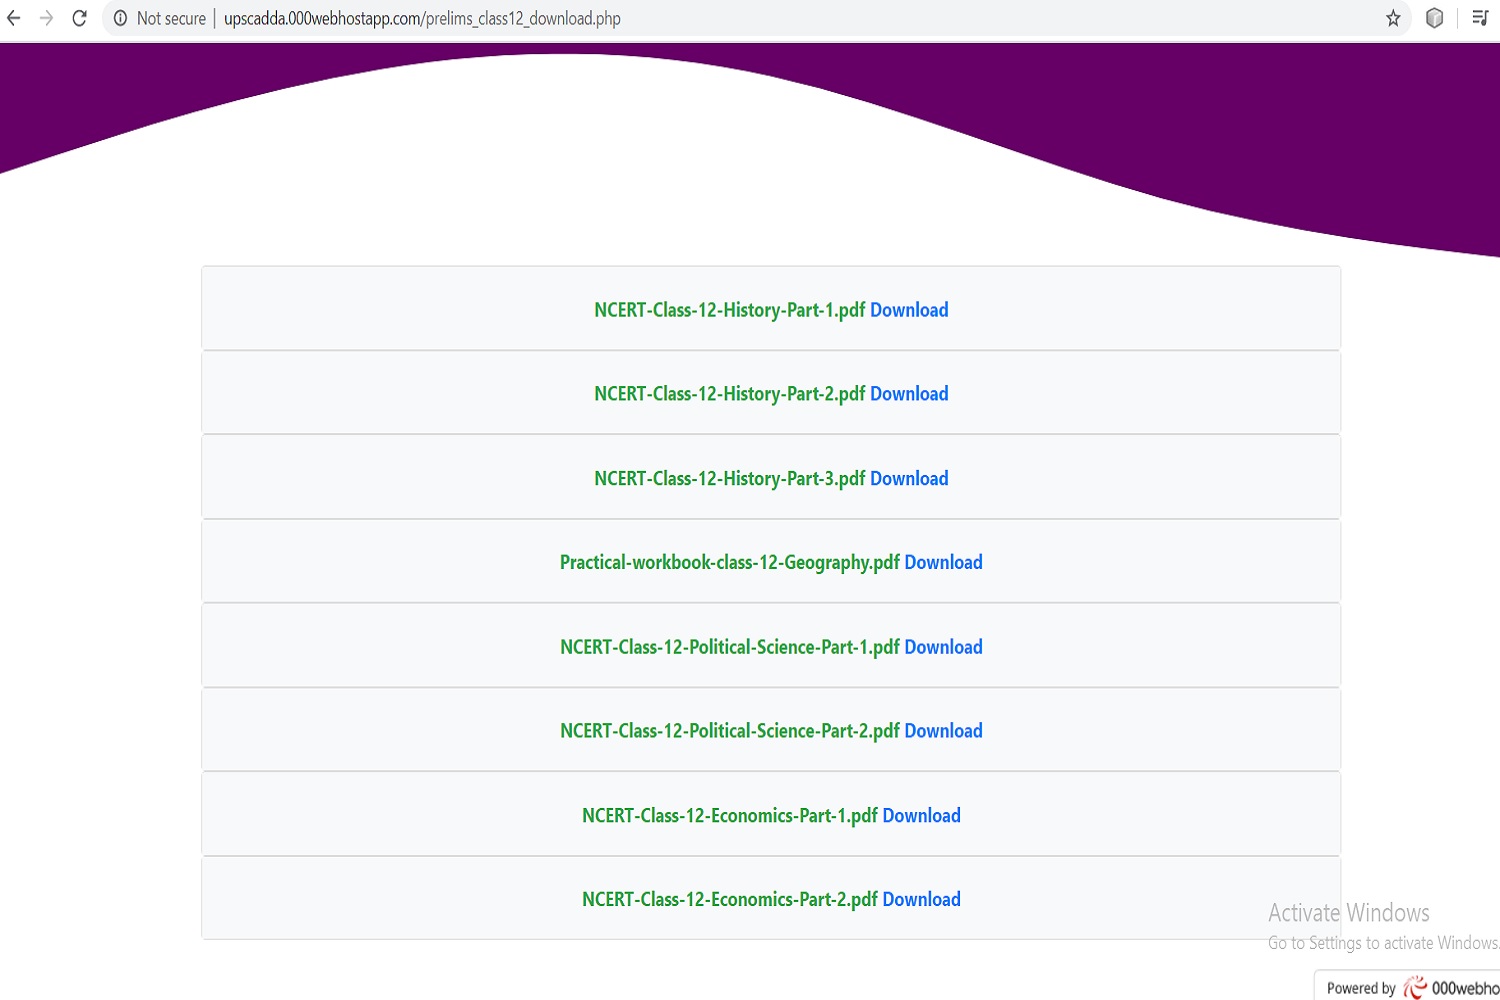 Not secure | upscadda.000webhostapp.com/prelims_class12_download.php
NCERT-Class-12-History-Part-1.pdf Download
NCERT-Class-12-History-Part-2.pdf Download
NCERT-Class-12-History-Part-3.pdf Download
Practical-workbook-class-12-Geography.pdf Download
NCERT-Class-12-Political-Science-Part-1.pdf Download
NCERT-Class-12-Political-Science-Part-2.pdf Download
NCERT-Class-12-Economics-Part-1.pdf Download
NCERT-Class-12-Economics-Part-2.pdf Download
Activate Windows
Go to Settings to activate Windows.
Powered by 000webho